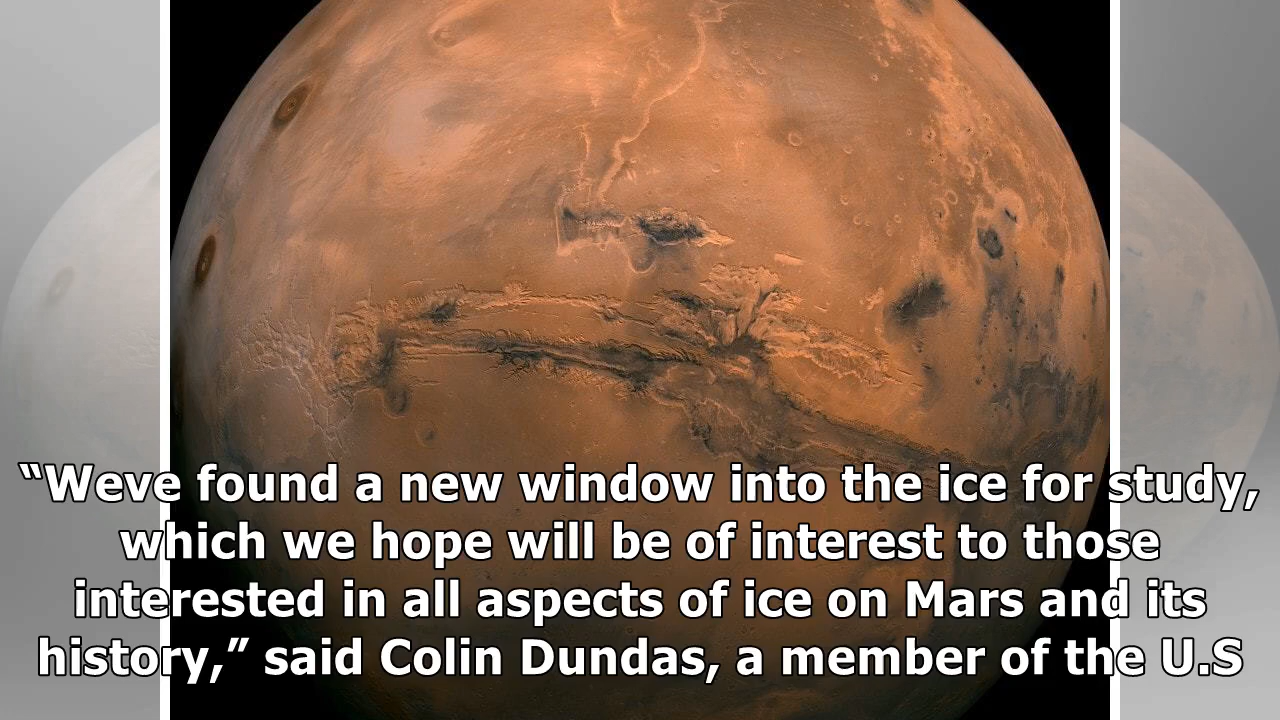 “Weve found a new window into the ice for study,
which we hope will be of interest to those
interested in all aspects of ice on Mars and its
history,” said Colin Dundas, a member of the U.S